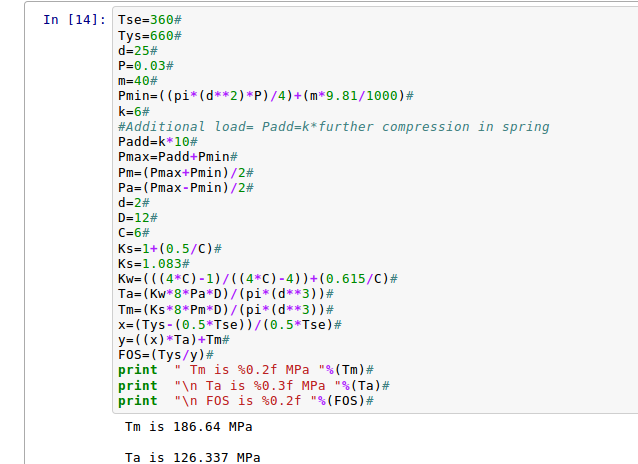 In [14]: Tse=360#
Tys=660#
d=25#
P=0.03#
m=40#
Pmin=((pi*(d**2)*P)/4)+(m*9.81/1000)#
k=6#
#Additional load= Padd=k*further compression in spring
Padd=k*10#
Pmax=Padd+Pmin#
Pm=(Pmax+Pmin)/2#
Pa=(Pmax-Pmin)/2#
d=2#
D=12#
C=6#
Ks=1+(0.5/C)#
Ks=1.083#
Kw=(((4*C)-1)/((4*C)-4))+(0.615/C)#
Ta=(Kw*8*Pa*D)/(pi*(d**3))#
Tm=(Ks*8*Pm*D)/(pi*(d**3))#
x=(Tys-(0.5*Tse))/(0.5*Tse)#
y=((x)*Ta)+Tm#
FOS=(Tys/y)#
print  " Tm is %0.2f MPa "%(Tm)#
print  "\n Ta is %0.3f MPa "%(Ta)#
print  "\n FOS is %0.2f "%(FOS)#
Tm is 186.64 MPa
Ta is 126.337 MPa